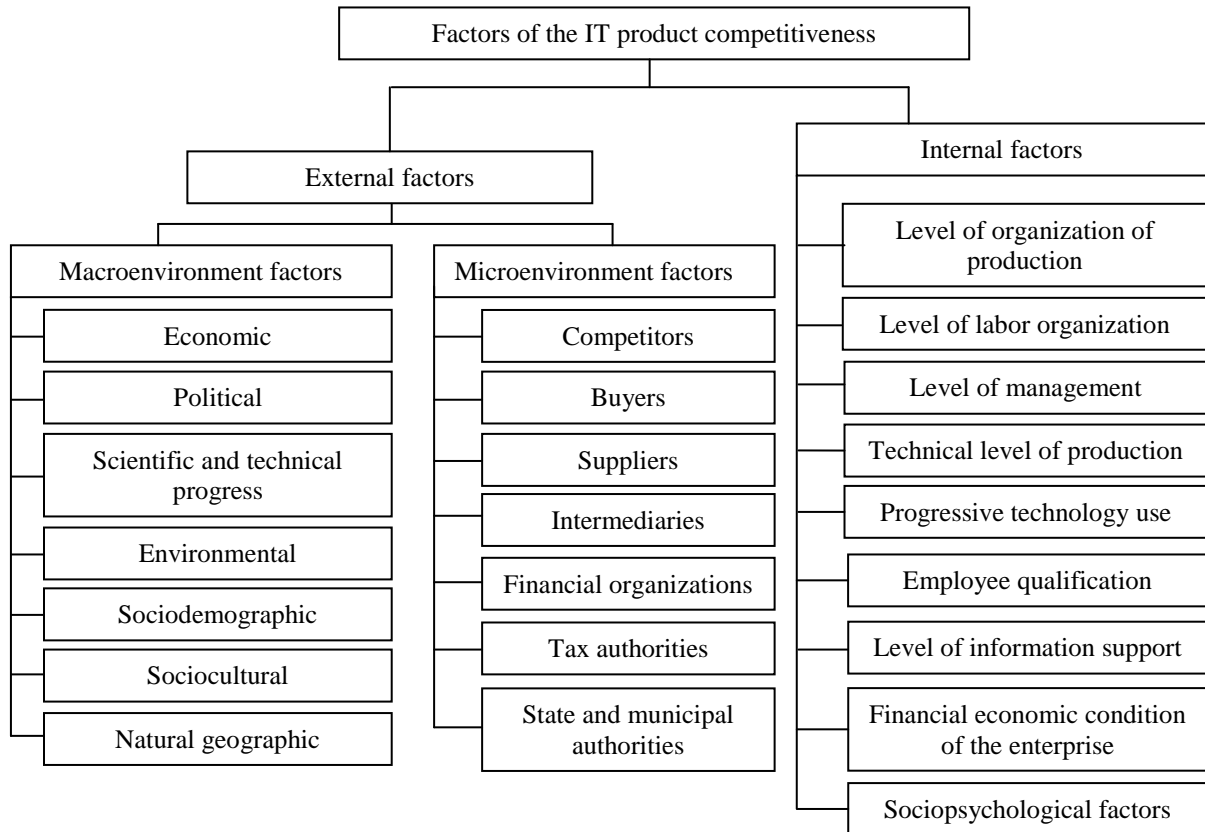 Factors of the IT product competitiveness
External factors
Macroenvironment factors
Economic
Political
Scientific and technical
progress
Environmental
Sociodemographic
Sociocultural
Natural geographic
Microenvironment factors
Competitors
Buyers
Suppliers
Intermediaries
Financial organizations
Tax authorities
State and municipal
authorities
Internal factors
Level of organization of
production
Level of labor organization
Level of management
Technical level of production
Progressive technology use
Employee qualification
Level of information support
Financial economic condition
of the enterprise
Sociopsychological factors